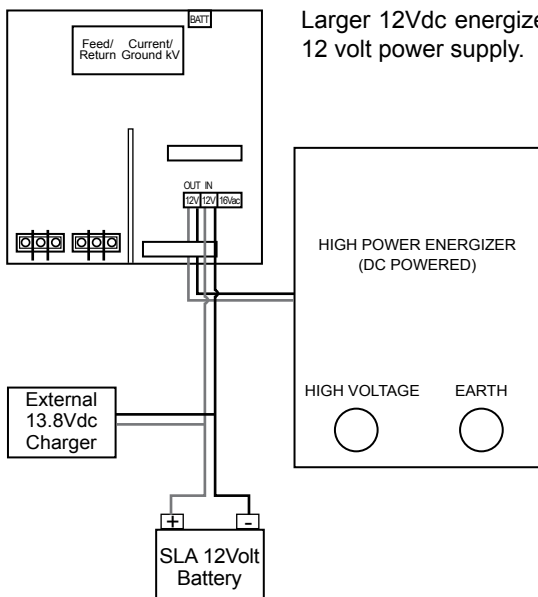 BATT
Larger 12Vdc
12 volt power supply.
Feed/ Current/
Return Ground kV
OUT IN
12V 12V 16Vac
HIGH POWER ENERGIZER
(DC POWERED)
HIGH VOLTAGE EARTH
External
13.8Vdc
Charger
+ -
SLA 12Volt
Battery